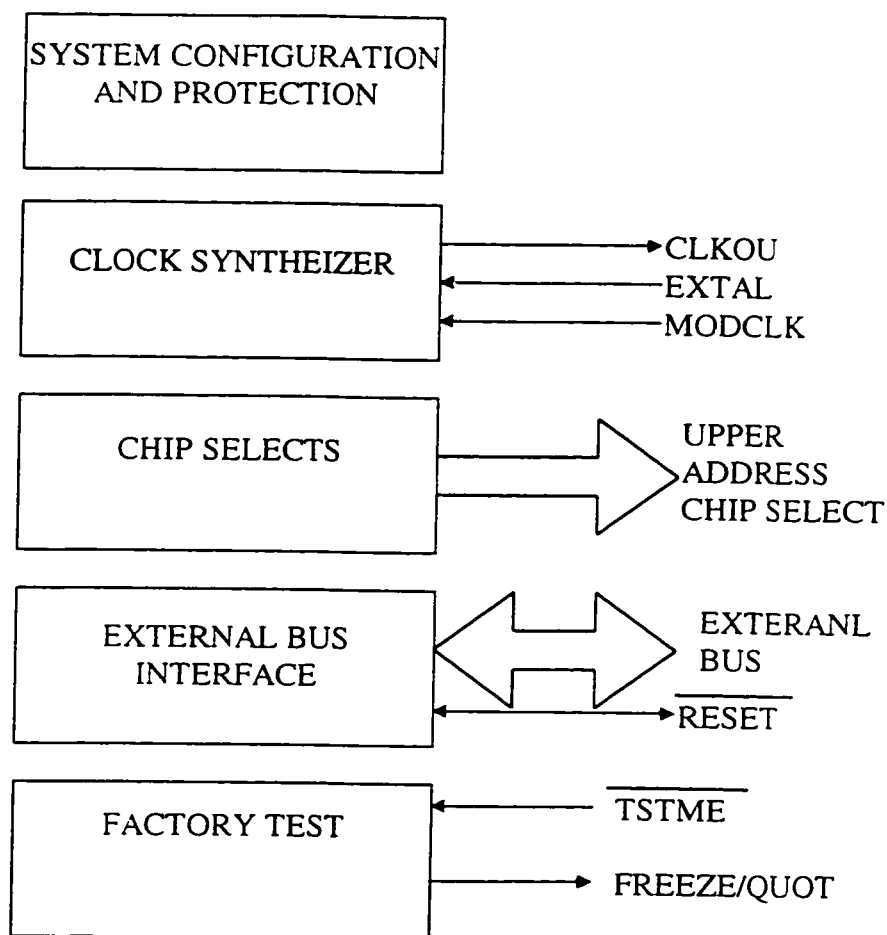 SYSTEM CONFIGURATION
AND PROTECTION
CLOCK SYNTHEIZER
CLKOU
EXTAL
MODCLK
CHIP SELECTS
UPPER
ADDRESS
CHIP SELECT
EXTERNAL BUS
INTERFACE
EXTERANL
BUS
RESET
FACTORY TEST
TSTME
FREEZE/QUOT